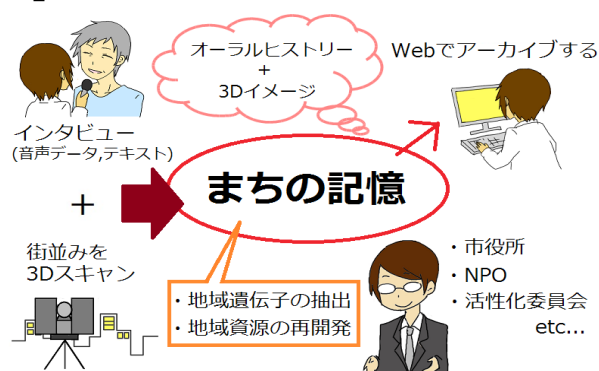 オーラルヒストリー
+
3Dイメージ
Webでアーカイブする
インタビュー
(音声データ,テキスト)
+
まちの記憶
街並みを
3Dスキャン
・地域遺伝子の抽出
・地域資源の再開発
・市役所
・NPO
・活性化委員会
etc...